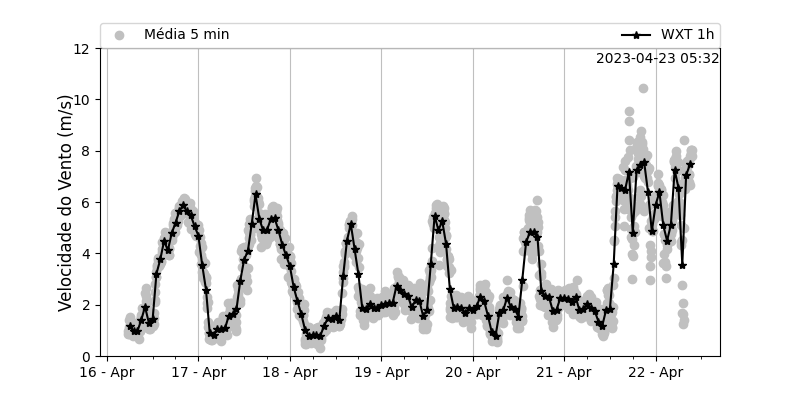 Média 5 min
WXT 1h
2023-04-23 05:32
Velocidade do Vento (m/s)
12
10
8
6
4
2
0
16 - Apr
17 - Apr
18 - Apr
19 - Apr
20 - Apr
21 - Apr
22 - Apr